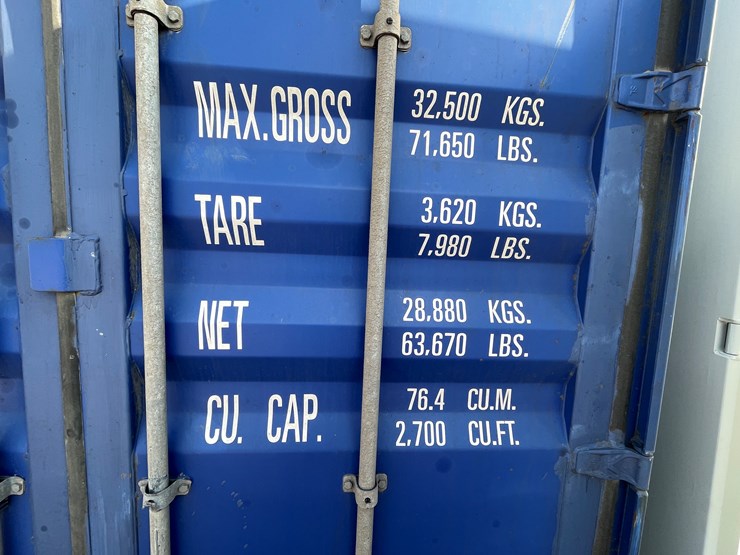 MAX.GROSS 32,500 KGS.
71,650 LBS.
TARE 3,620 KGS.
7,980 LBS.
NET 28,880 KGS.
63,670 LBS.
CU. CAP. 76.4 CU.M.
2,700 CU.FT.